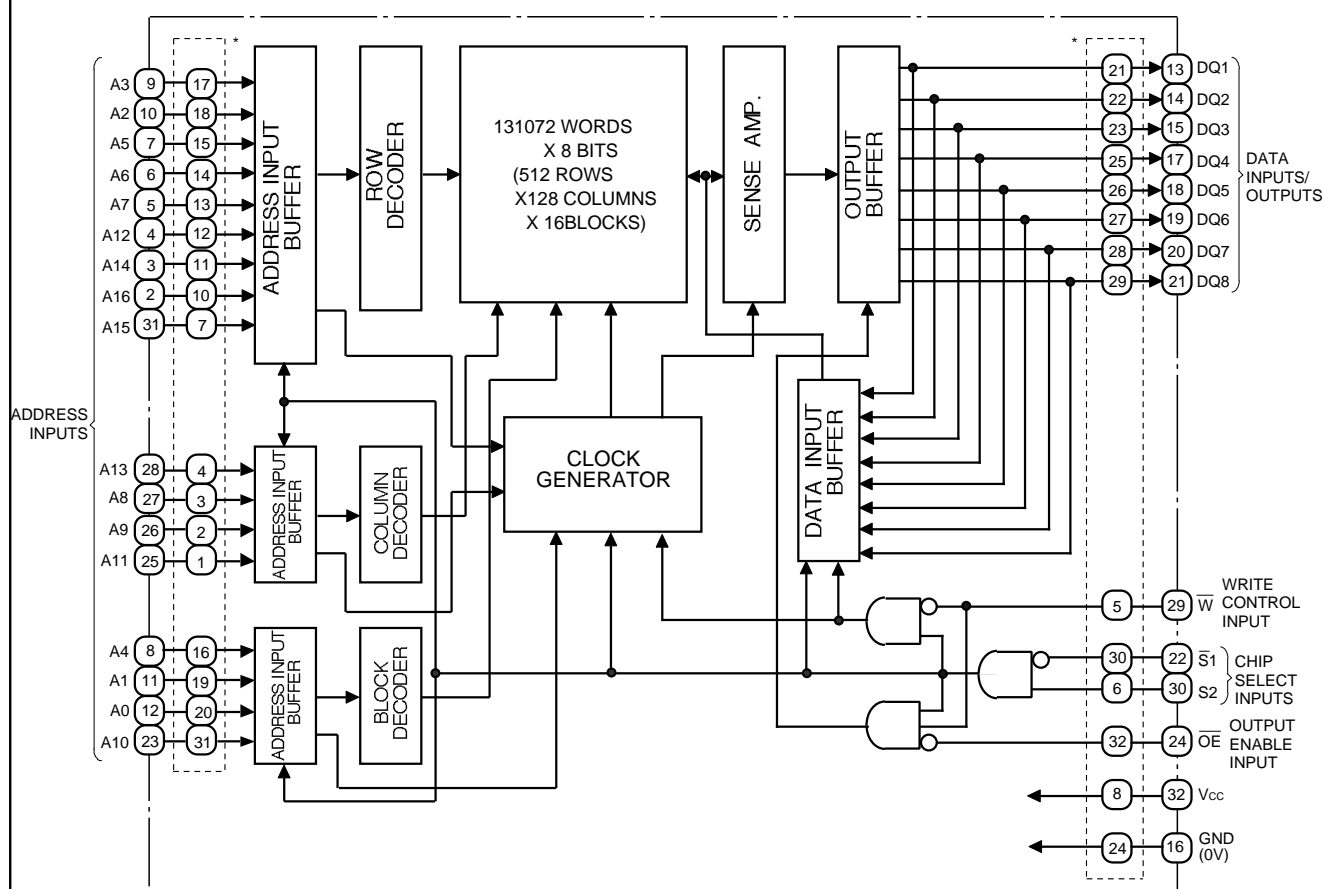 *
*
A3 9 17
A2 10 18
A5 7 15
A6 6 14
A7 5 13
A12 4 12
A14 3 11
A16 2 10
A15 31 7
ADDRESS
INPUTS
A13 28 4
A8 27 3
A9 26 2
A11 25 1
A4 8 16
A1 11 19
A0 12 20
A10 23 31
ADDRESS INPUT
BUFFER
ROW
DECODER
131072 WORDS
X 8 BITS
(512 ROWS
X128 COLUMNS
X 16BLOCKS)
SENSE AMP.
OUTPUT
BUFFER
ADDRESS INPUT
BUFFER
COLUMN
DECODER
CLOCK
GENERATOR
DATA INPUT
BUFFER
ADDRESS INPUT
BUFFER
BLOCK
DECODER
21 13 DQ1
22 14 DQ2
23 15 DQ3
25 17 DQ4
26 18 DQ5
27 19 DQ6
28 20 DQ7
29 21 DQ8
DATA
INPUTS/
OUTPUTS
5 29 W̅
WRITE
CONTROL
INPUT
30 22 S̅1
6 30 S2
CHIP
SELECT
INPUTS
32 24 O̅E̅
OUTPUT
ENABLE
INPUT
8 32 Vcc
24 16 GND
(0V)